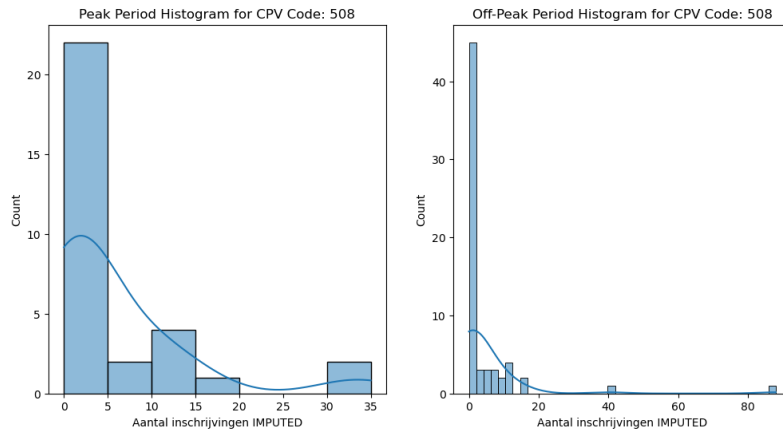 Peak Period Histogram for CPV Code: 508
Count
20
15
10
5
0
0 5 10 15 20 25 30 35
Aantal inschrijvingen IMPUTED
Off-Peak Period Histogram for CPV Code: 508
Count
40
30
20
10
0
0 20 40 60 80
Aantal inschrijvingen IMPUTED